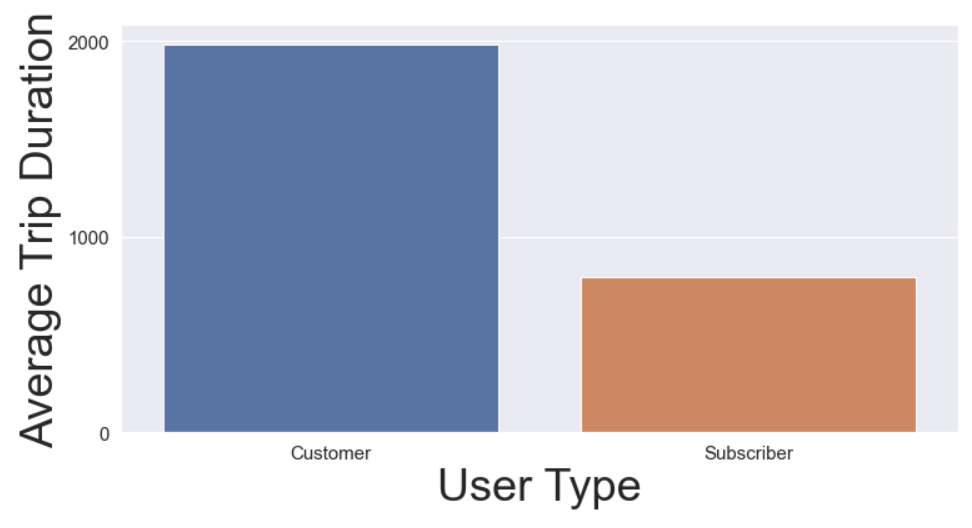 Average Trip Duration
2000
1000
0
Customer
Subscriber
User Type